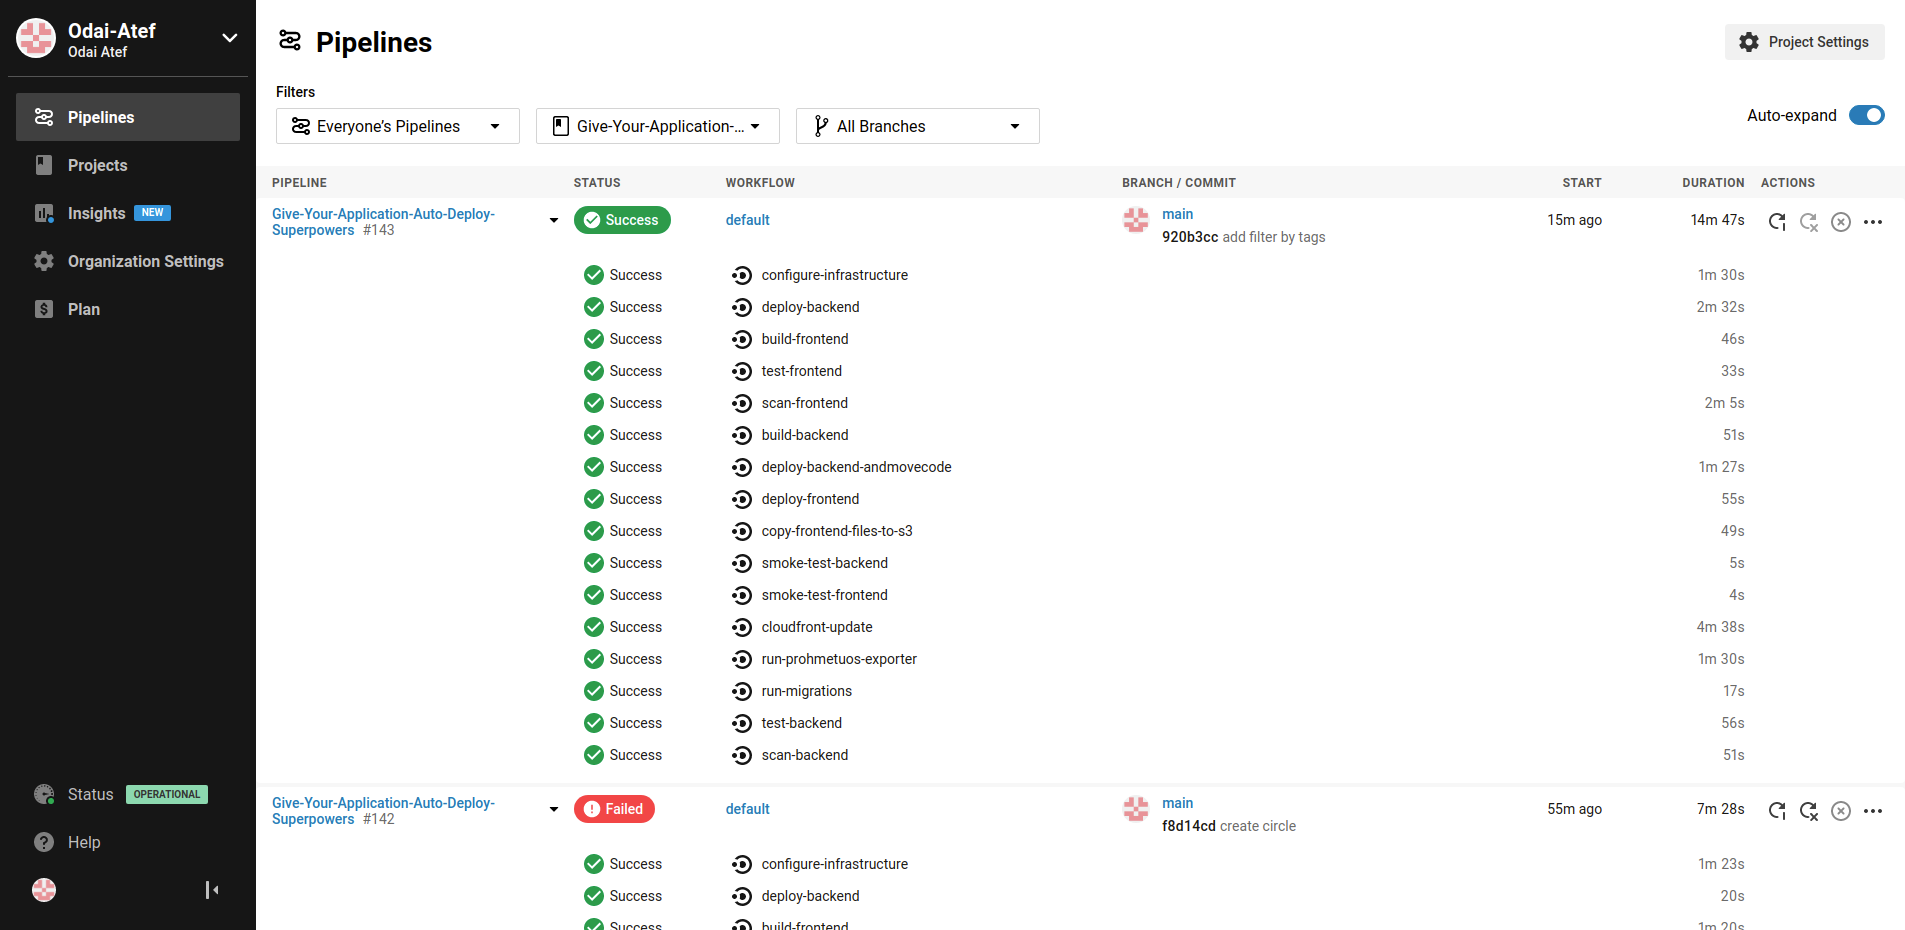 Odai-Atef
Odai Atef
Pipelines
Projects
Insights NEW
Organization Settings
Plan
Status OPERATIONAL
Help
Pipelines
Project Settings
Filters
Everyone’s Pipelines
Give-Your-Application-...
All Branches
Auto-expand
PIPELINE STATUS WORKFLOW BRANCH / COMMIT START DURATION ACTIONS
Give-Your-Application-Auto-Deploy-
Superpowers #143
Success default main 15m ago 14m 47s
920b3cc add filter by tags
Success configure-infrastructure 1m 30s
Success deploy-backend 2m 32s
Success build-frontend 46s
Success test-frontend 33s
Success scan-frontend 2m 5s
Success build-backend 51s
Success deploy-backend-andmovecode 1m 27s
Success deploy-frontend 55s
Success copy-frontend-files-to-s3 49s
Success smoke-test-backend 5s
Success smoke-test-frontend 4s
Success cloudfront-update 4m 38s
Success run-prohmetuos-exporter 1m 30s
Success run-migrations 17s
Success test-backend 56s
Success scan-backend 51s
Give-Your-Application-Auto-Deploy-
Superpowers #142
Failed default main 55m ago 7m 28s
f8d14cd create circle
Success configure-infrastructure 1m 23s
Success deploy-backend 20s
Success build-frontend 1m 20s